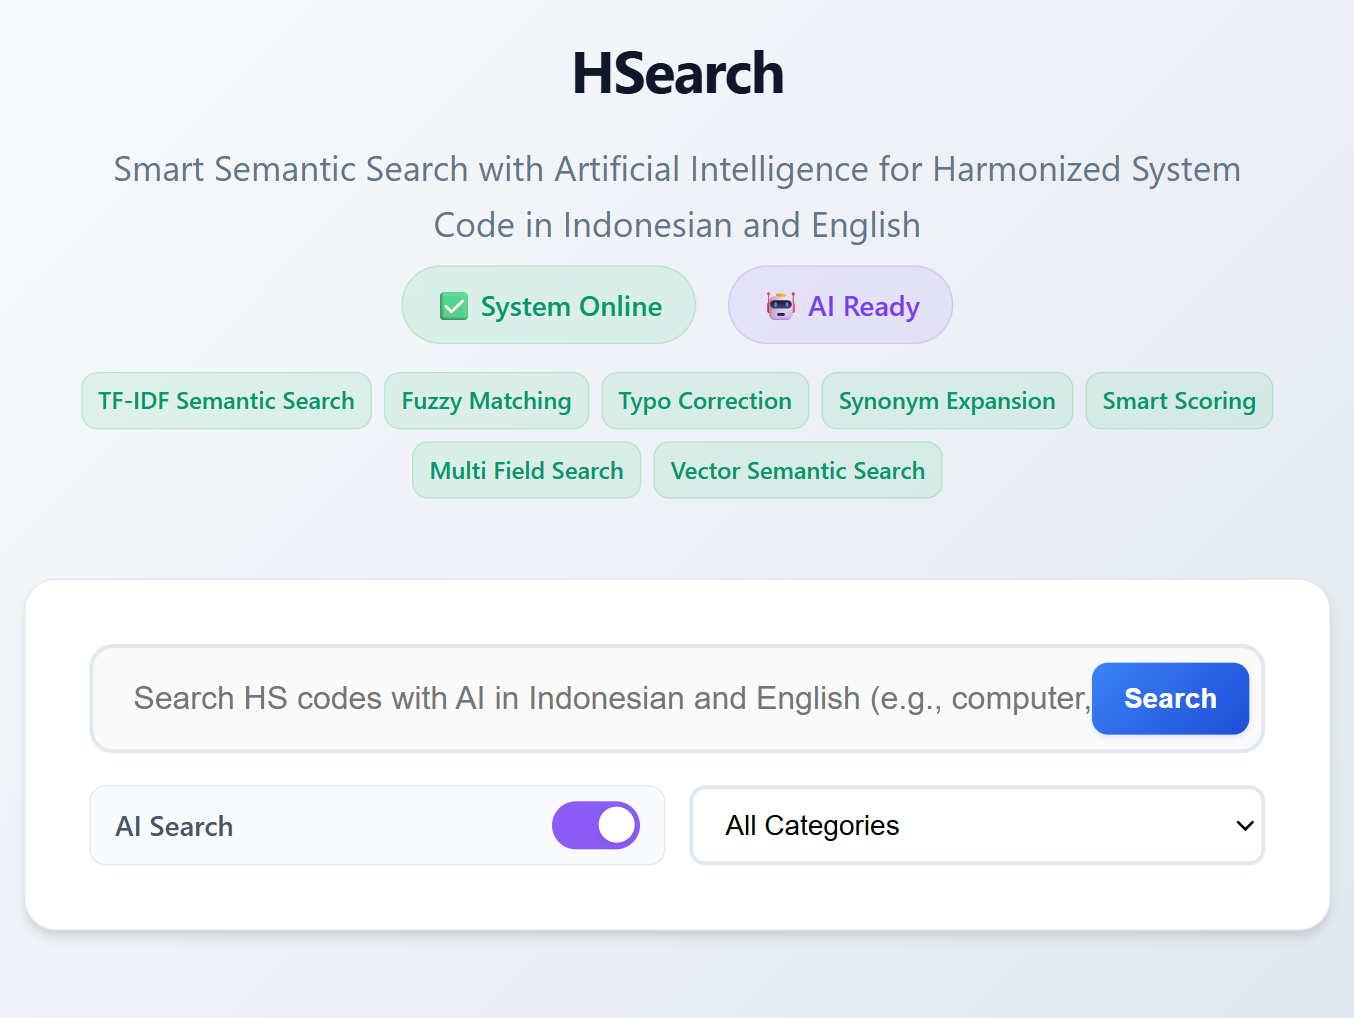 HSearch
Smart Semantic Search with Artificial Intelligence for Harmonized System
Code in Indonesian and English
✅ System Online
🤖 AI Ready
TF-IDF Semantic Search
Fuzzy Matching
Typo Correction
Synonym Expansion
Smart Scoring
Multi Field Search
Vector Semantic Search
Search HS codes with AI in Indonesian and English (e.g., computer,
Search
AI Search
All Categories